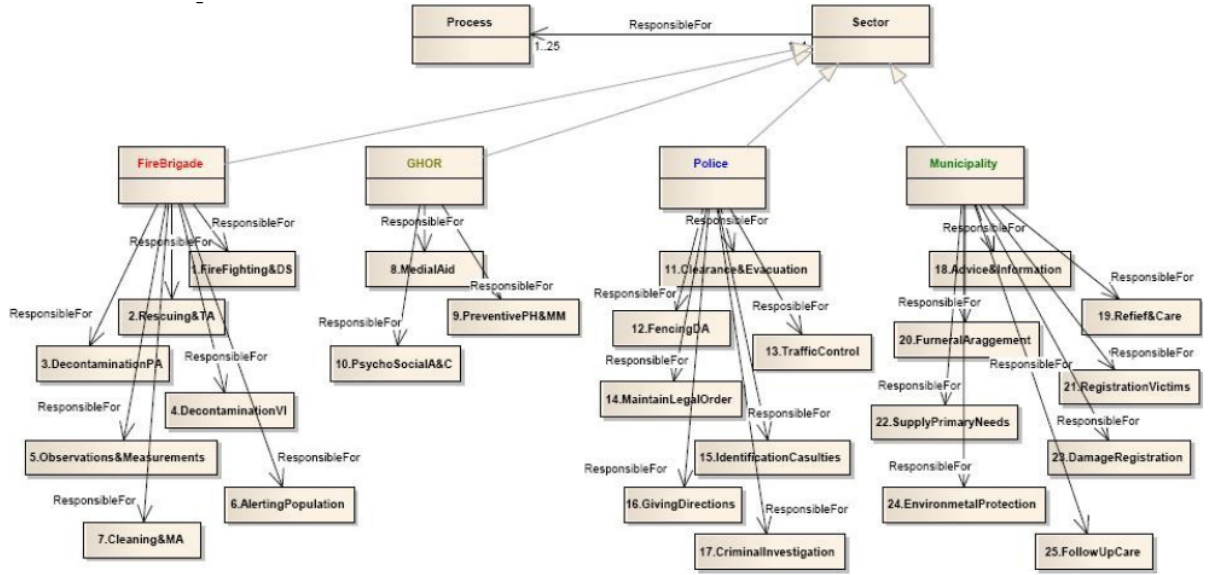 Process
ResponsibleFor
Sector
1..25
FireBrigade
GHOR
Police
Municipality
ResponsibleFor
ResponsibleFor
ResponsibleFor
ResponsibleFor
ResponsibleFor
1.FireFighting&DS
8.MedialAid
11.Clearance&Evacuation
18.Advice&Information
ResponsibleFor
ResponsibleFor
ResponsibleFor
ResponsibleFor
2.Rescuing&TA
9.PreventivePH&MM
12.FencingDA
19.Refief&Care
ResponsibleFor
ResponsibleFor
ResponsibleFor
20.FurneralAraggement
3.DecontaminationPA
10.PsychoSocialA&C
13.TrafficControl
ResponsibleFor
ResponsibleFor
ResponsibleFor
ResponsibleFor
21.RegistrationVictims
4.DecontaminationVI
14.MaintainLegalOrder
22.SupplyPrimaryNeeds
ResponsibleFor
ResponsibleFor
ResponsibleFor
ResponsibleFor
5.Observations&Measurements
15.IdentificationCasulties
23.DamageRegistration
ResponsibleFor
ResponsibleFor
ResponsibleFor
ResponsibleFor
6.AlertingPopulation
16.GivingDirections
24.EnvironmetalProtection
ResponsibleFor
ResponsibleFor
7.Cleaning&MA
17.CriminalInvestigation
25.FollowUpCare